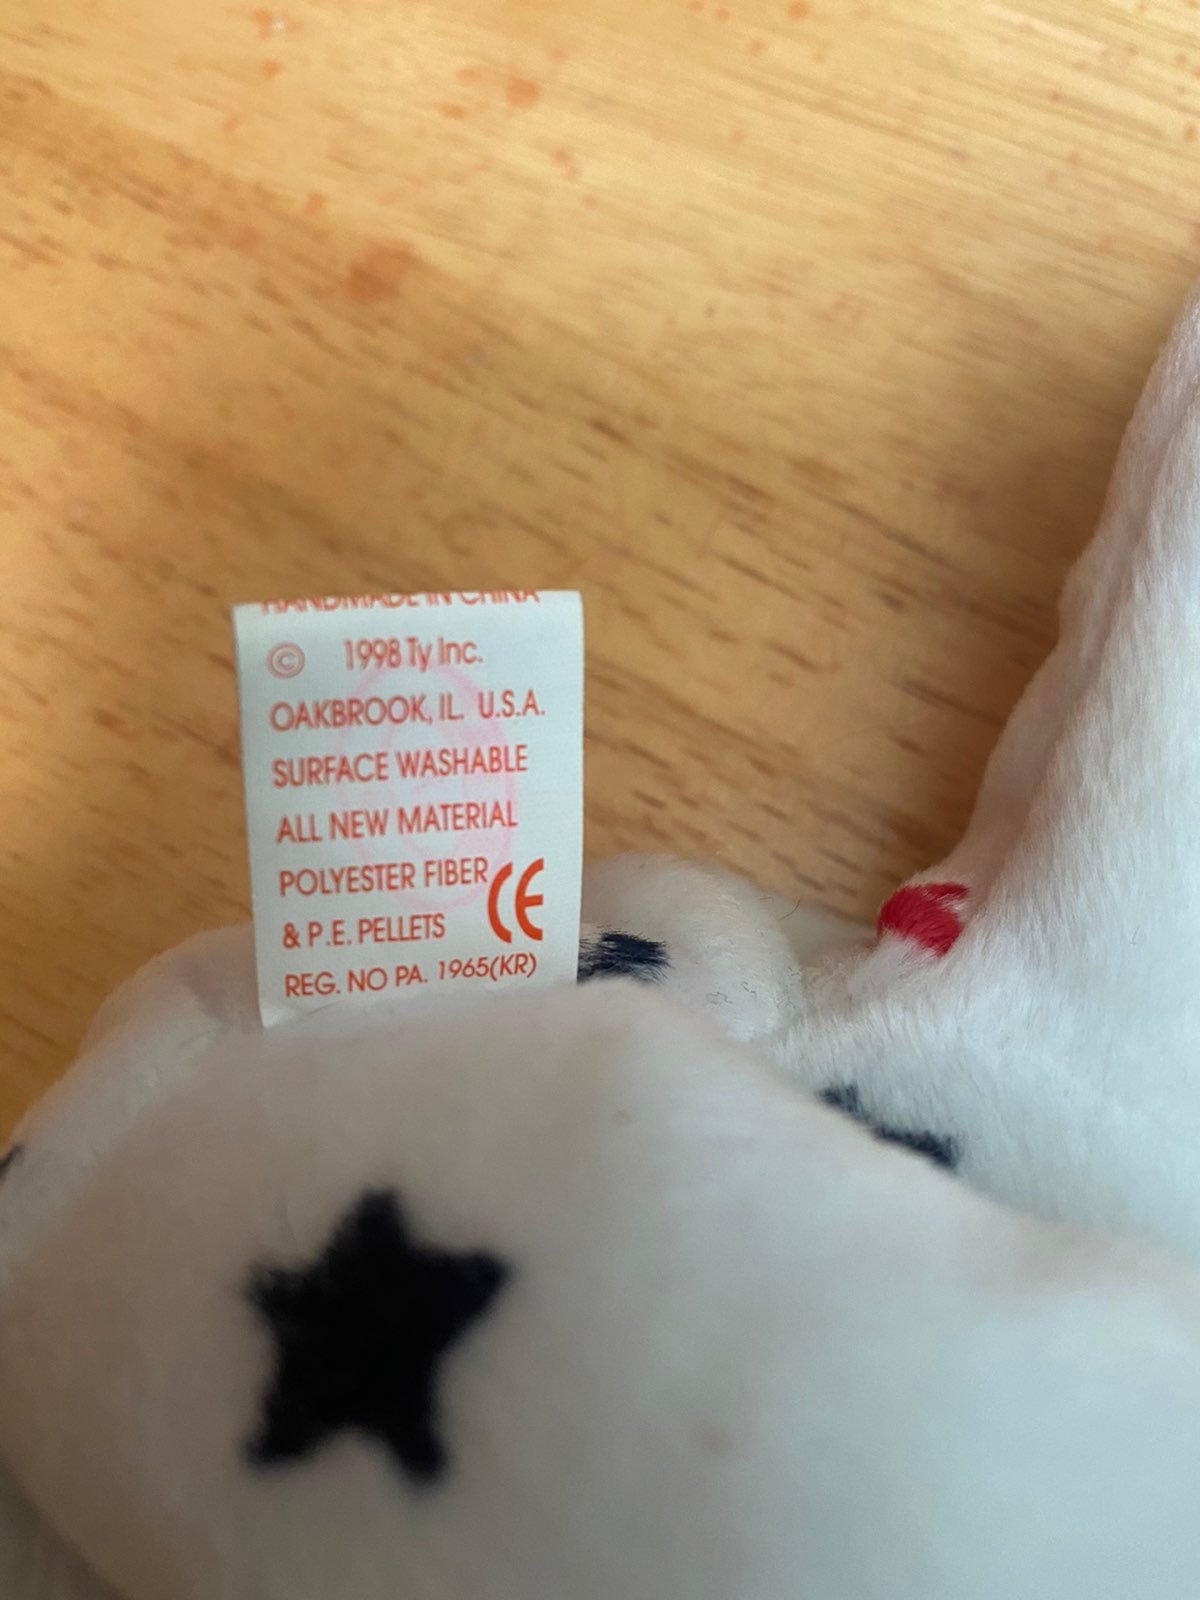 HANDMADE IN CHINA
© 1998 Ty Inc.
OAKBROOK, IL. U.S.A.
SURFACE WASHABLE
ALL NEW MATERIAL
POLYESTER FIBER
& P.E. PELLETS CE
REG. NO PA. 1965(KR)